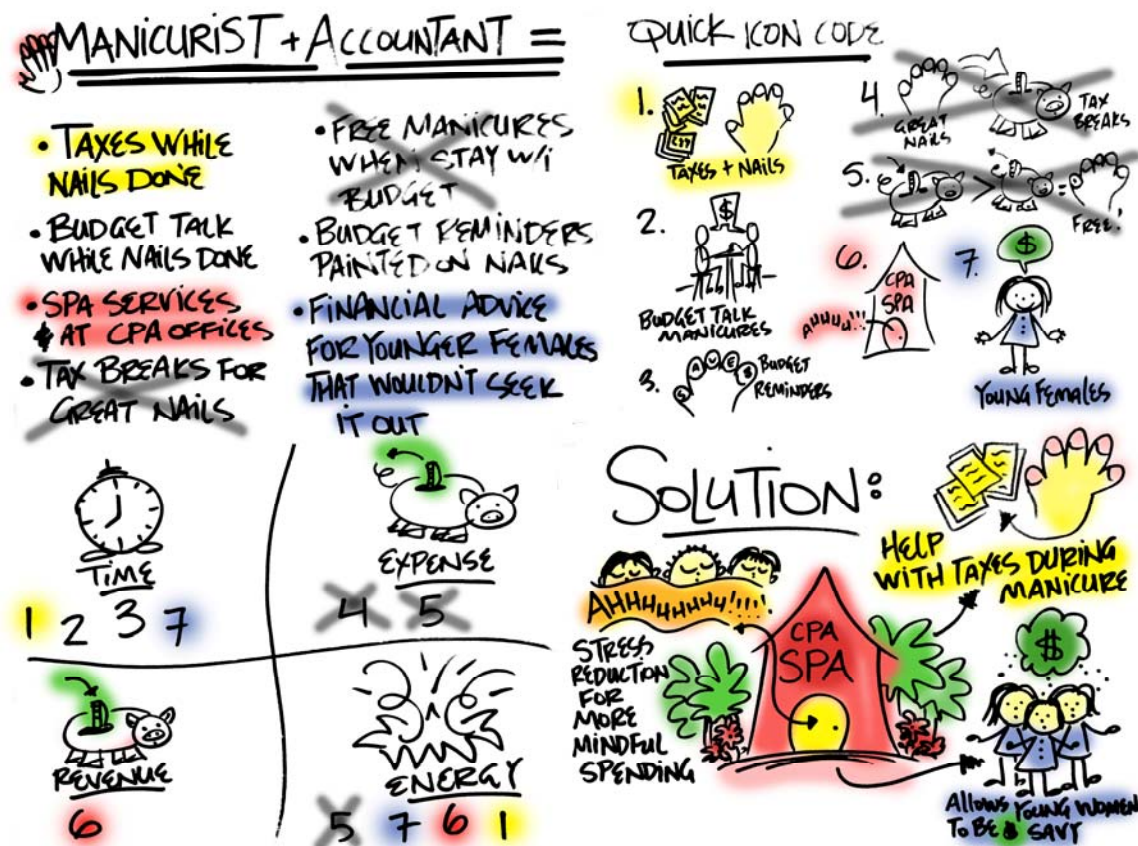 MANICURIST + ACCOUNTANT =
• TAXES WHILE
NAILS DONE
• BUDGET TALK
WHILE NAILS DONE
• SPA SERVICES
AT CPA OFFICES
• TAX BREAKS FOR
GREAT NAILS
• FREE MANICURES
WHEN STAY W/I
BUDGET
• BUDGET REMINDERS
PAINTED ON NAILS
• FINANCIAL ADVICE
FOR YOUNGER FEMALES
THAT WOULDN'T SEEK
IT OUT
QUICK ICON CODE
1.
TAXES + NAILS
2.
$
BUDGET TALK
MANICURES
3.
S A V E $
BUDGET
REMINDERS
4.
GREAT
NAILS
TAX
BREAKS
5.
> =
FREE!
6.
CPA
SPA
AHHHH!!!
7.
$
YOUNG FEMALES
TIME
1 2 3 7
EXPENSE
4 5
REVENUE
6
ENERGY
5 7 6 1
SOLUTION:
AHHHHHHHH!!!!
STRESS
REDUCTION
FOR
MORE
MINDFUL
SPENDING
CPA
SPA
HELP
WITH TAXES DURING
MANICURE
$
ALLOWS YOUNG WOMEN
TO BE $ SAVY